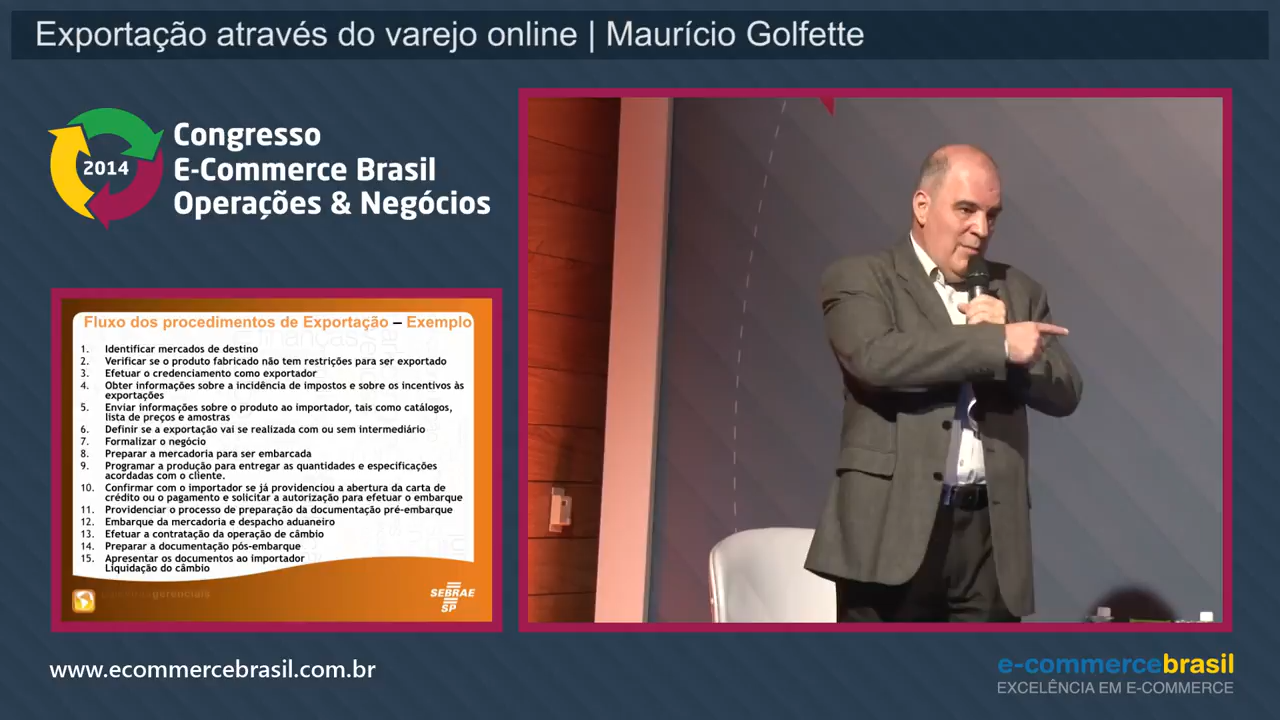 Exportação através do varejo online | Maurício Golfette
2014
Congresso
E-Commerce Brasil
Operações & Negócios
Fluxo dos procedimentos de Exportação – Exemplo
1. Identificar mercados de destino
2. Verificar se o produto fabricado não tem restrições para ser exportado
3. Efetuar o credenciamento como exportador
4. Obter informações sobre a incidência de impostos e sobre os incentivos às
exportações
5. Enviar informações sobre o produto ao importador, tais como catálogos,
lista de preços e amostras
6. Definir se a exportação vai se realizada com ou sem intermediário
7. Formalizar o negócio
8. Preparar a mercadoria para ser embarcada
9. Programar a produção para entregar as quantidades e especificações
acordadas com o cliente.
10. Confirmar com o importador se já providenciou a abertura da carta de
crédito ou o pagamento e solicitar a autorização para efetuar o embarque
11. Providenciar o processo de preparação da documentação pré-embarque
12. Embarque da mercadoria e despacho aduaneiro
13. Efetuar a contratação da operação de câmbio
14. Preparar a documentação pós-embarque
15. Apresentar os documentos ao importador
Liquidação do câmbio
SEBRAE
SP
www.ecommercebrasil.com.br
e-commercebrasil
EXCELÊNCIA EM E-COMMERCE